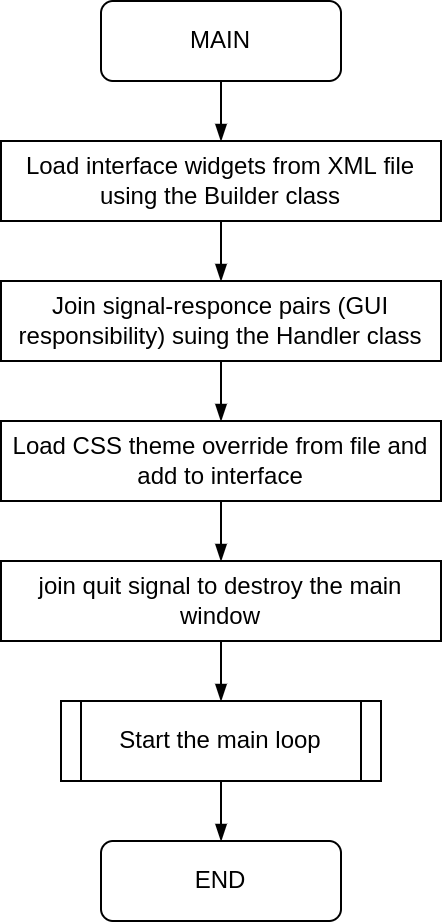 MAIN
Load interface widgets from XML file
using the Builder class
Join signal-responce pairs (GUI
responsibility) suing the Handler class
Load CSS theme override from file and
add to interface
join quit signal to destroy the main
window
Start the main loop
END